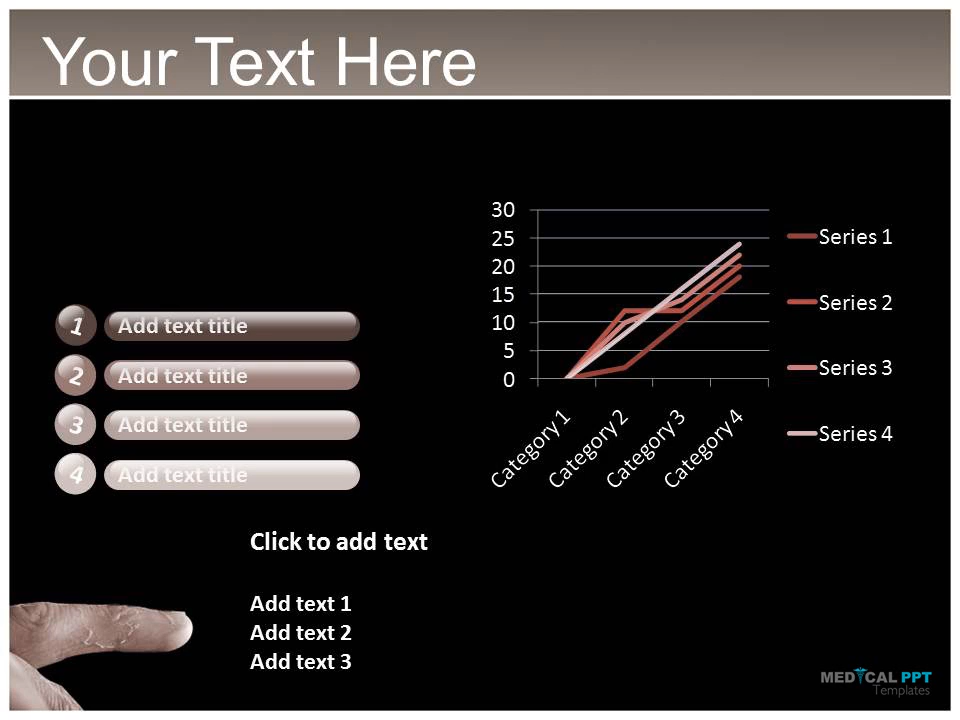 Your Text Here
1 Add text title
2 Add text title
3 Add text title
4 Add text title
30
25
20
15
10
5
0
Category 1
Category 2
Category 3
Category 4
Series 1
Series 2
Series 3
Series 4
Click to add text
Add text 1
Add text 2
Add text 3
MEDICAL PPT
Templates